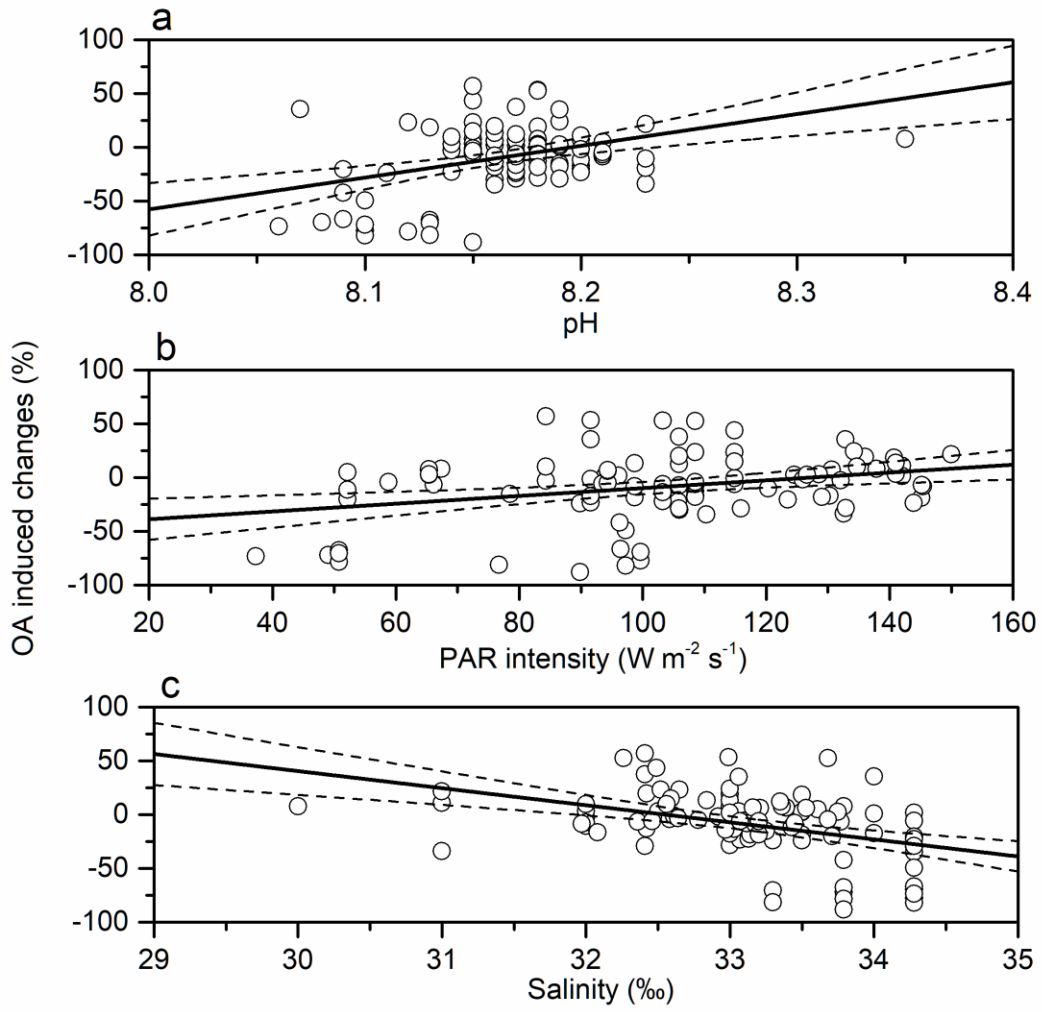 a
100
50
0
-50
-100
8.0 8.1 8.2 8.3 8.4
pH
OA induced changes (%)
b
100
50
0
-50
-100
20 40 60 80 100 120 140 160
PAR intensity (W m⁻² s⁻¹)
c
100
50
0
-50
-100
29 30 31 32 33 34 35
Salinity (‰)